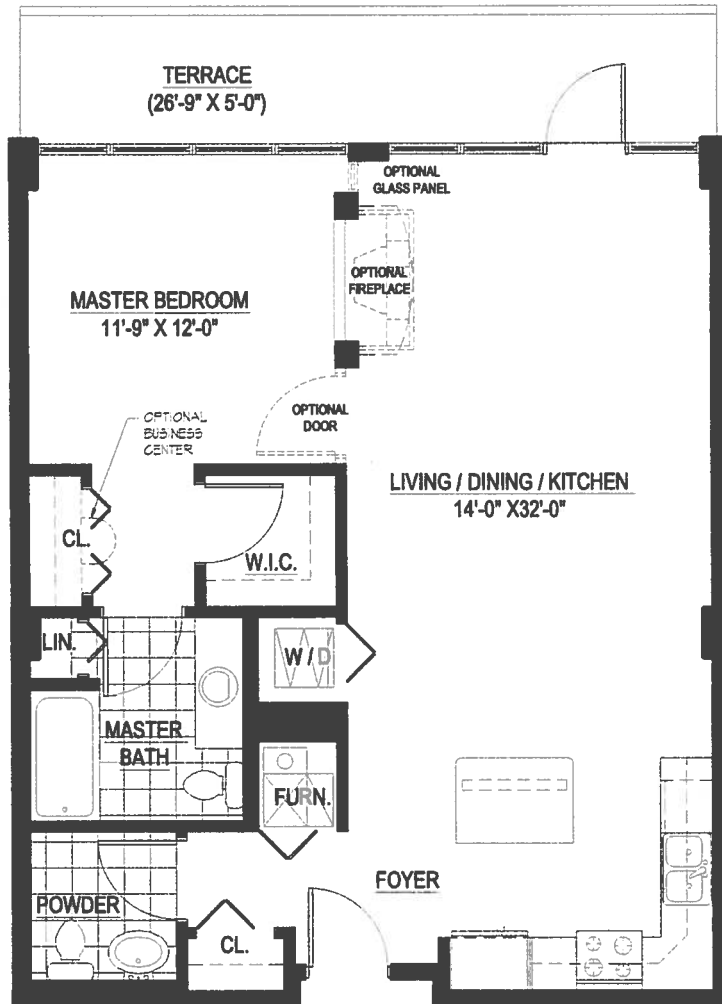 TERRACE
(26'-9" X 5'-0")
OPTIONAL
GLASS PANEL
OPTIONAL
FIREPLACE
MASTER BEDROOM
11'-9" X 12'-0"
OPTIONAL
DOOR
OPTIONAL
BUSINESS
CENTER
LIVING / DINING / KITCHEN
14'-0" X32'-0"
CL.
W.I.C.
LIN.
W / D
MASTER
BATH
FURN.
FOYER
POWDER
CL.